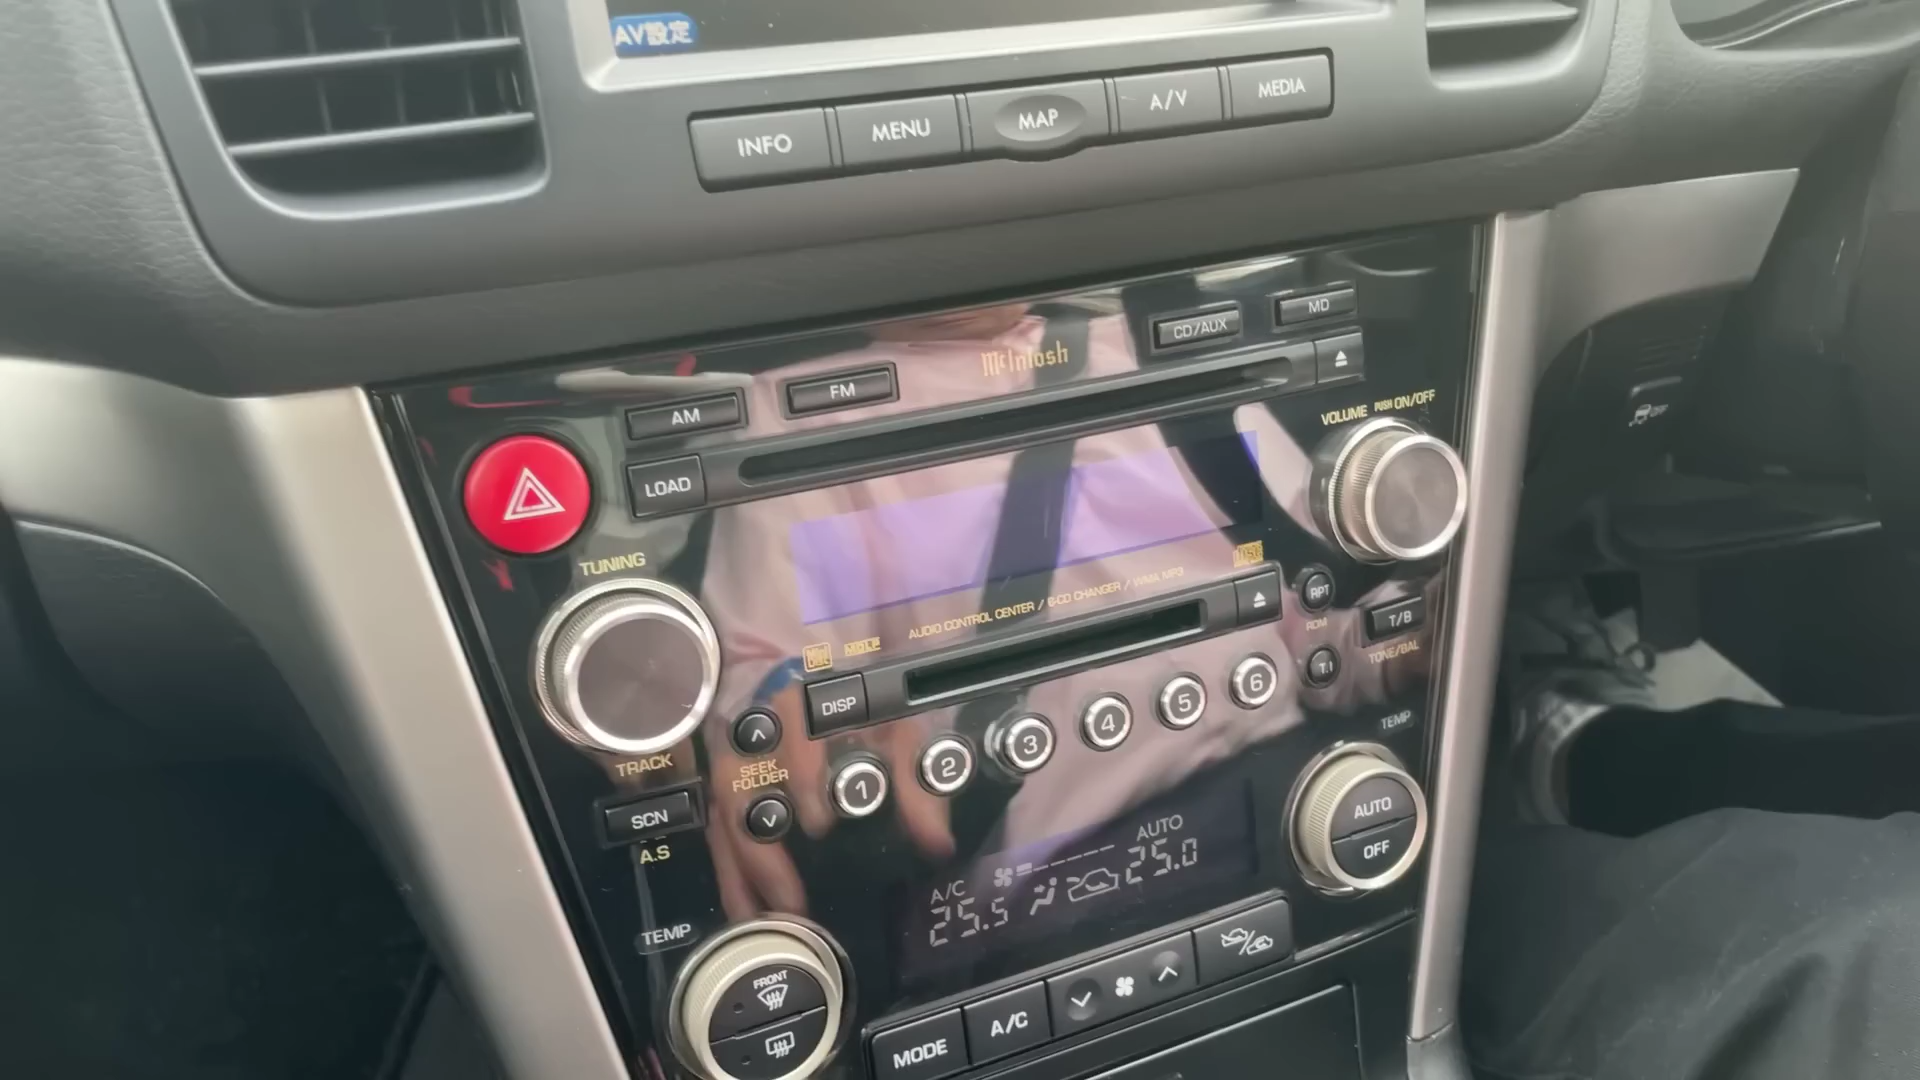 AV設定
INFO
MENU
MAP
A/V
MEDIA
McIntosh
CD/AUX
MD
AM
FM
LOAD
VOLUME PUSH ON/OFF
TUNING
AUDIO CONTROL CENTER / 6-CD CHANGER / WMA MP3
MDLP
RPT
RDM
T/B
TONE/BAL
DISP
TRACK
SEEK
FOLDER
1
2
3
4
5
6
SCN
A.S
TEMP
AUTO
OFF
A/C
AUTO
25.5
25.0
TEMP
FRONT
MODE
A/C
OFF